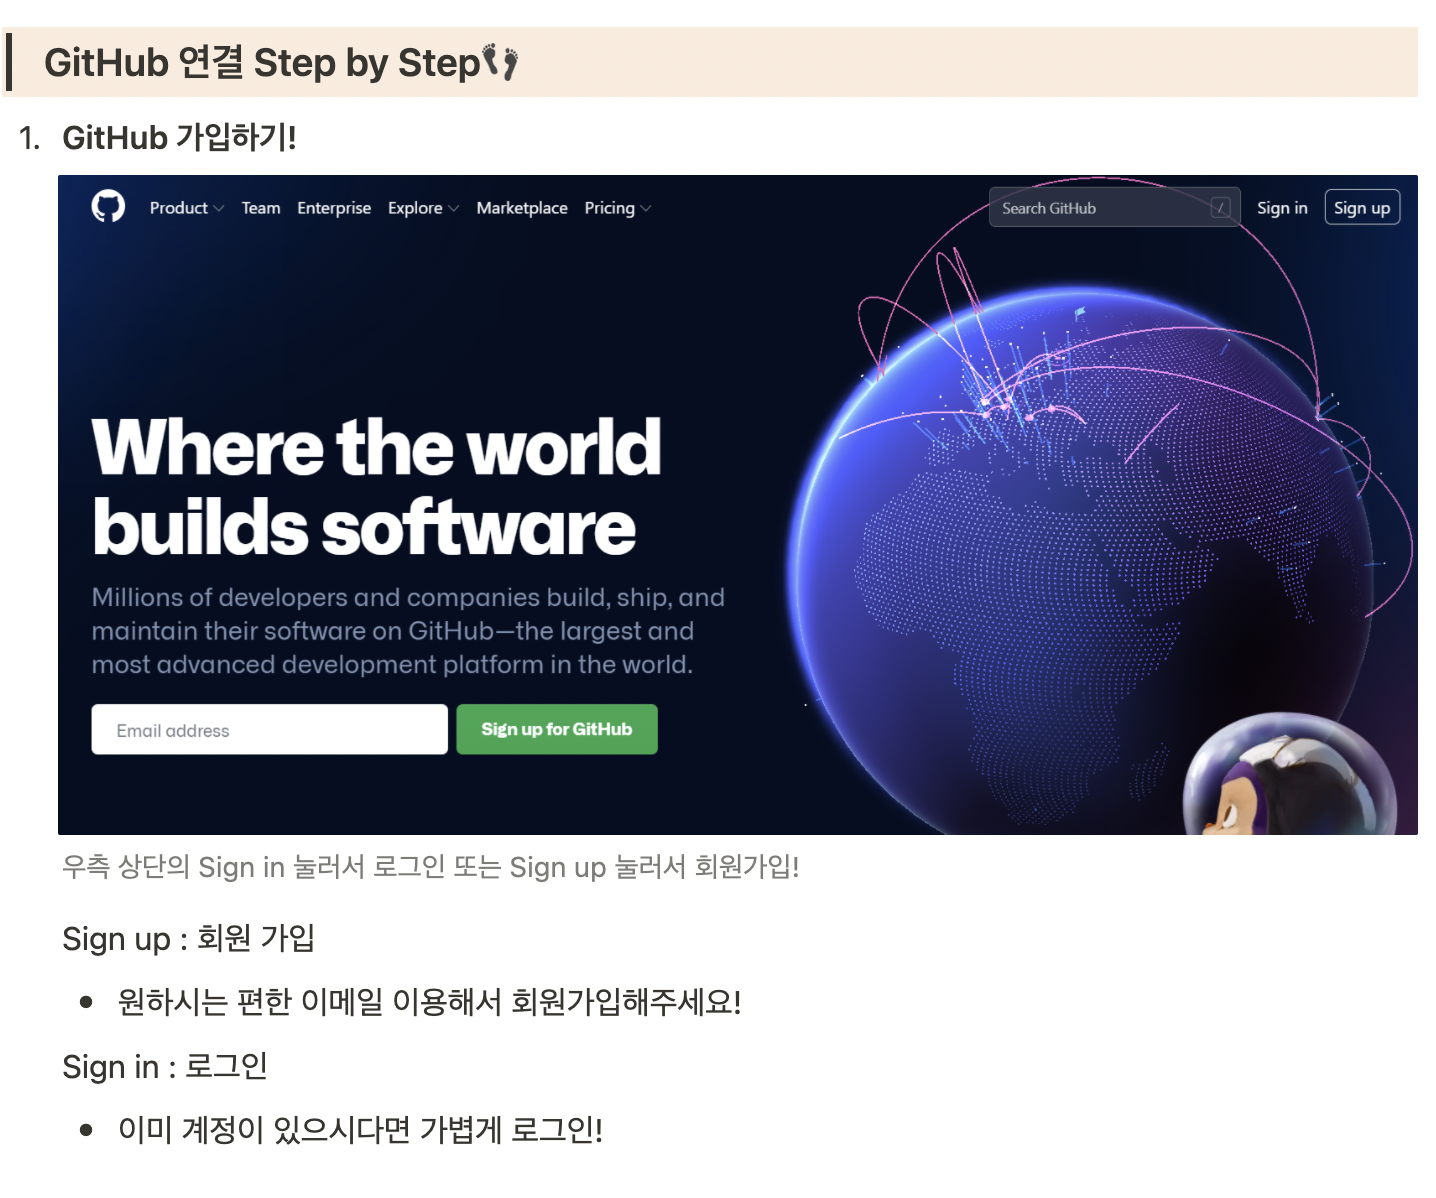 GitHub 연결 Step by Step👣
1. GitHub 가입하기!
Product Team Enterprise Explore Marketplace Pricing Search GitHub / Sign in Sign up
Where the world
builds software
Millions of developers and companies build, ship, and
maintain their software on GitHub—the largest and
most advanced development platform in the world.
Email address Sign up for GitHub
우측 상단의 Sign in 눌러서 로그인 또는 Sign up 눌러서 회원가입!
Sign up : 회원 가입
• 원하시는 편한 이메일 이용해서 회원가입해주세요!
Sign in : 로그인
• 이미 계정이 있으시다면 가볍게 로그인!